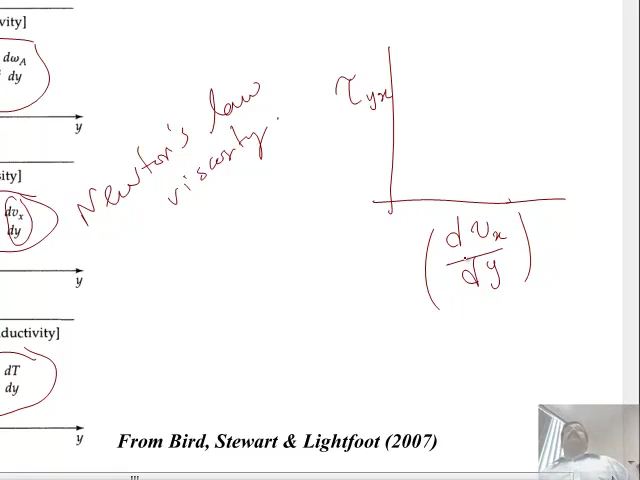 vity]
dω_A
dy
y
sity]
dv_x
dy
y
ductivity]
dT
dy
y
Newton's law
viscosity.
τ_yx
(dv_x
dy)
From Bird, Stewart & Lightfoot (2007)